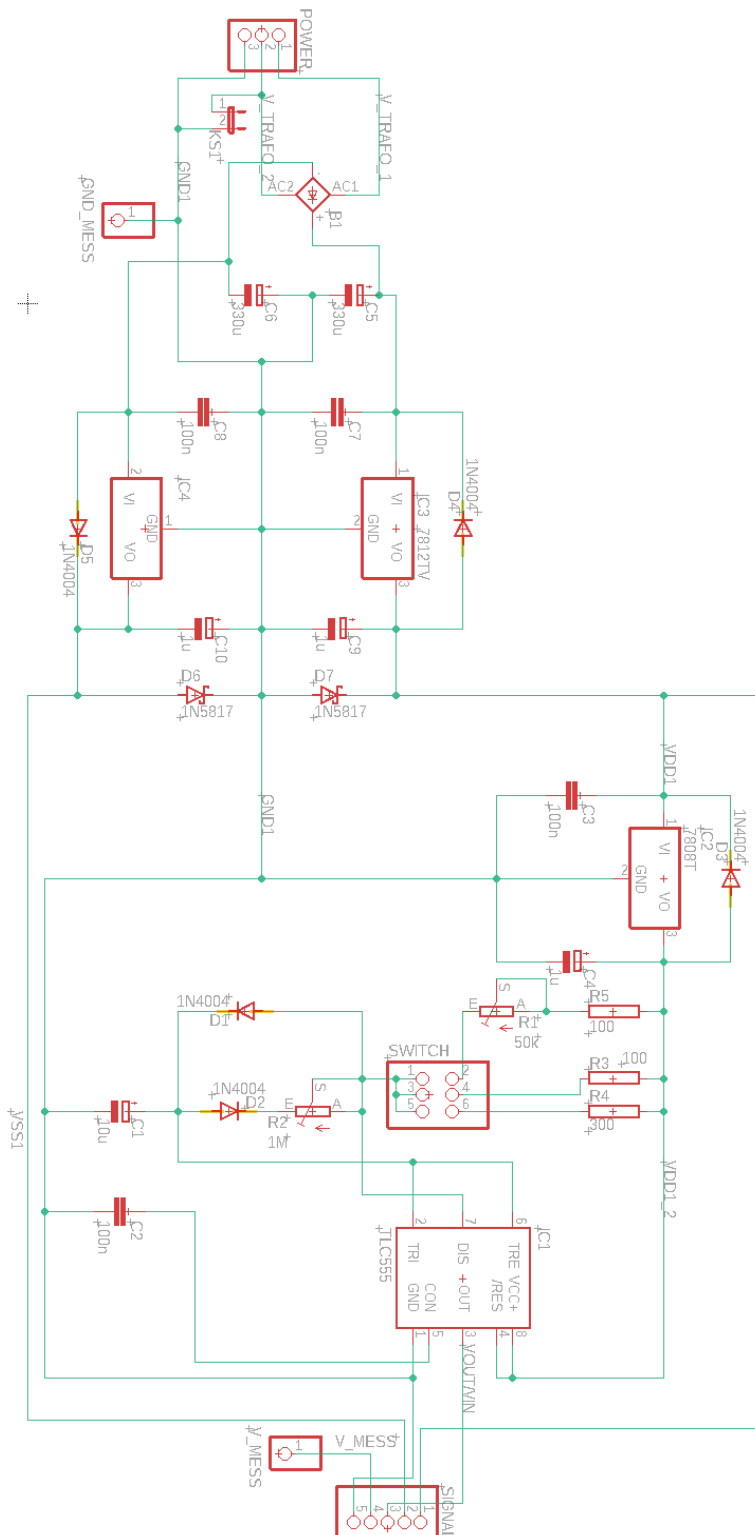 POWER
3
2
1
1
2
KS1
V_TRAFO_2
V_TRAFO_1
GND1
GND_MESS
1
AC2
AC1
B1
C6
330u
C5
330u
C8
100n
C7
100n
1N4004
D4
IC4
2
VI
GND
1
VO
3
IC3
7812TV
1
VI
GND
2
VO
3
D5
1N4004
C10
1u
C9
1u
D6
1N5817
D7
1N5817
VDD1
GND1
C3
100n
IC2
7808T
1
VI
GND
2
VO
3
D3
1N4004
C4
1u
1N4004
D1
S
E
A
R1
50k
R5
100
SWITCH
1
2
3
4
5
6
R3
100
R4
300
1N4004
D2
S
E
A
R2
1M
C1
10u
VSS1
C2
100n
VDD1_2
IC1
TLC555
2
7
6
TRI
DIS
TRE
GND
CON
OUT
/RES
VCC+
1
5
3
4
8
VOUT/VIN
V_MESS
1
V_MESS
SIGNAL
5
4
3
2
1